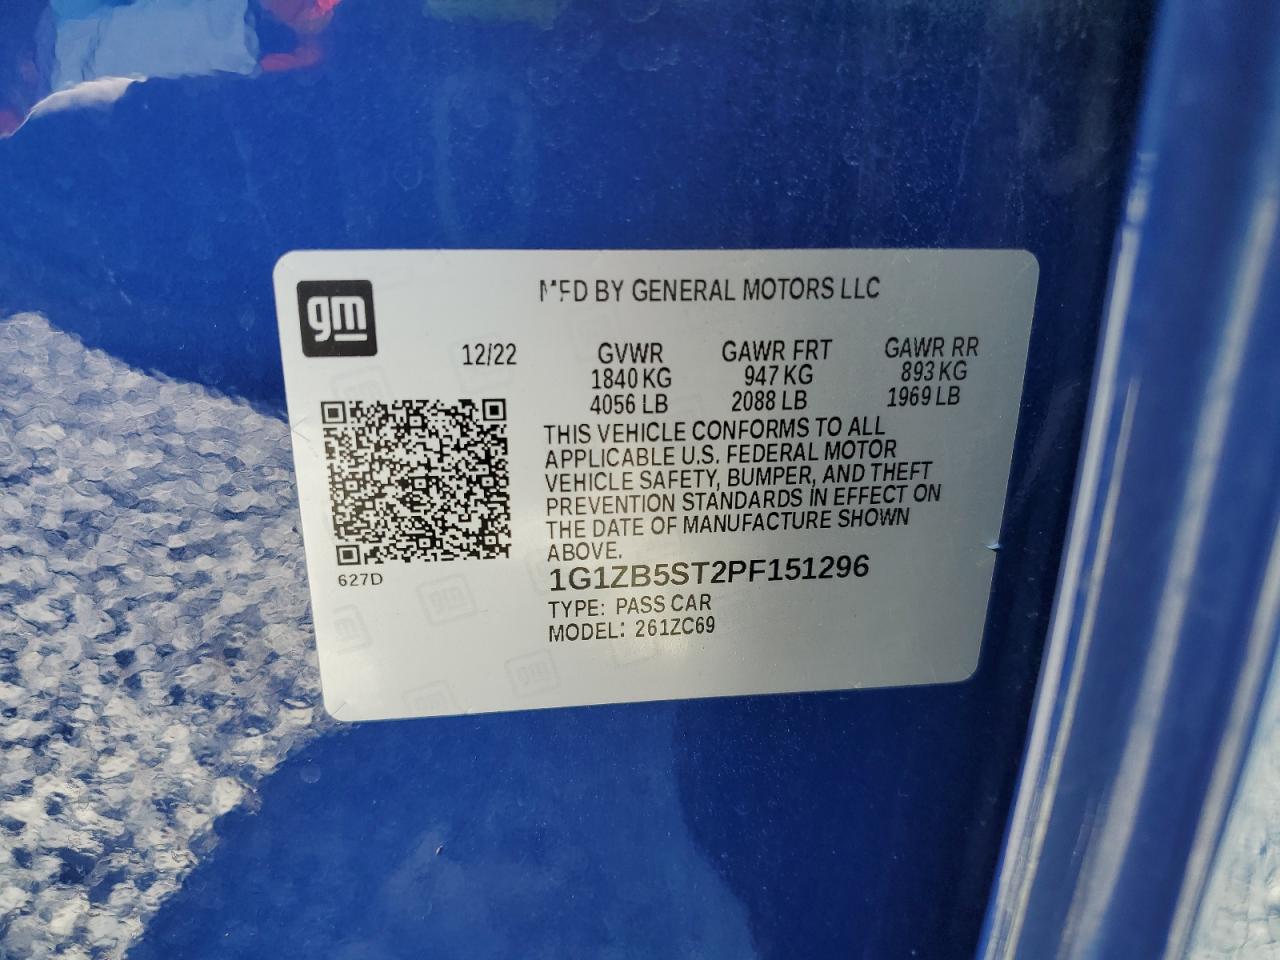 gm
MFD BY GENERAL MOTORS LLC
12/22 GVWR GAWR FRT GAWR RR
1840 KG 947 KG 893 KG
4056 LB 2088 LB 1969 LB
THIS VEHICLE CONFORMS TO ALL
APPLICABLE U.S. FEDERAL MOTOR
VEHICLE SAFETY, BUMPER, AND THEFT
PREVENTION STANDARDS IN EFFECT ON
THE DATE OF MANUFACTURE SHOWN
ABOVE.
627D
1G1ZB5ST2PF151296
TYPE: PASS CAR
MODEL: 261ZC69